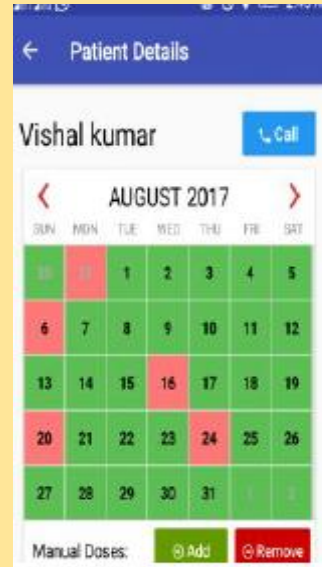 Patient Details
Vishal kumar Call
AUGUST 2017
SUN MON TUE WED THU FRI SAT
30 31 1 2 3 4 5
6 7 8 9 10 11 12
13 14 15 16 17 18 19
20 21 22 23 24 25 26
27 28 29 30 31 1 2
Manual Doses: Add Remove